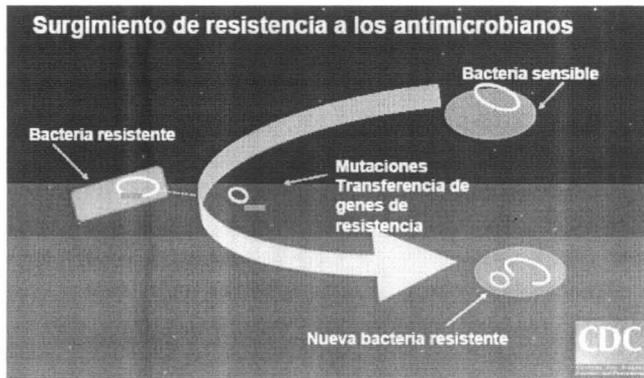 Surgimiento de resistencia a los antimicrobianos
Bacteria sensible
Bacteria resistente
Mutaciones
Transferencia de
genes de
resistencia
Nueva bacteria resistente
CDC